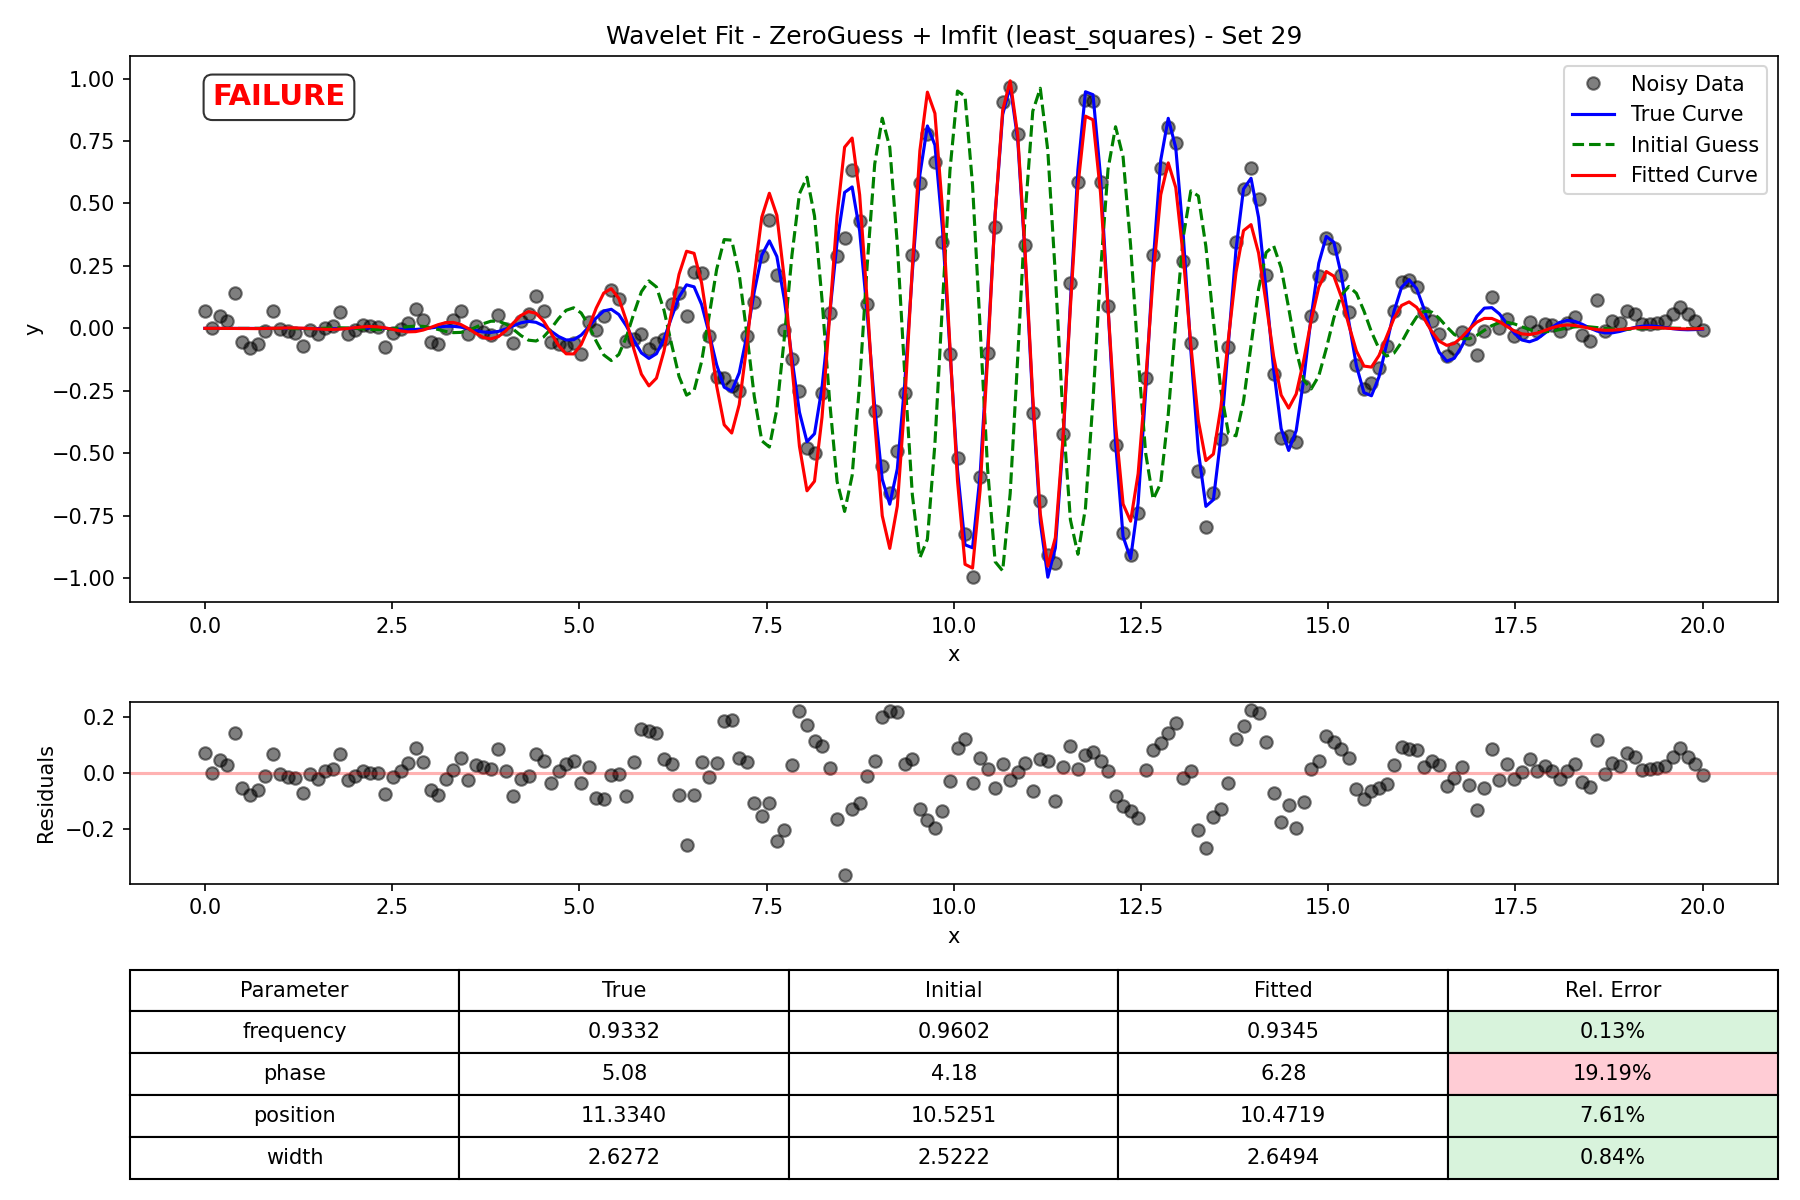 Wavelet Fit - ZeroGuess + lmfit (least_squares) - Set 29
FAILURE
Noisy Data
True Curve
Initial Guess
Fitted Curve
1.00
0.75
0.50
0.25
0.00
−0.25
−0.50
−0.75
−1.00
y
0.0 2.5 5.0 7.5 10.0 12.5 15.0 17.5 20.0
x
0.2
0.0
−0.2
Residuals
0.0 2.5 5.0 7.5 10.0 12.5 15.0 17.5 20.0
x
Parameter True Initial Fitted Rel. Error
frequency 0.9332 0.9602 0.9345 0.13%
phase 5.08 4.18 6.28 19.19%
position 11.3340 10.5251 10.4719 7.61%
width 2.6272 2.5222 2.6494 0.84%